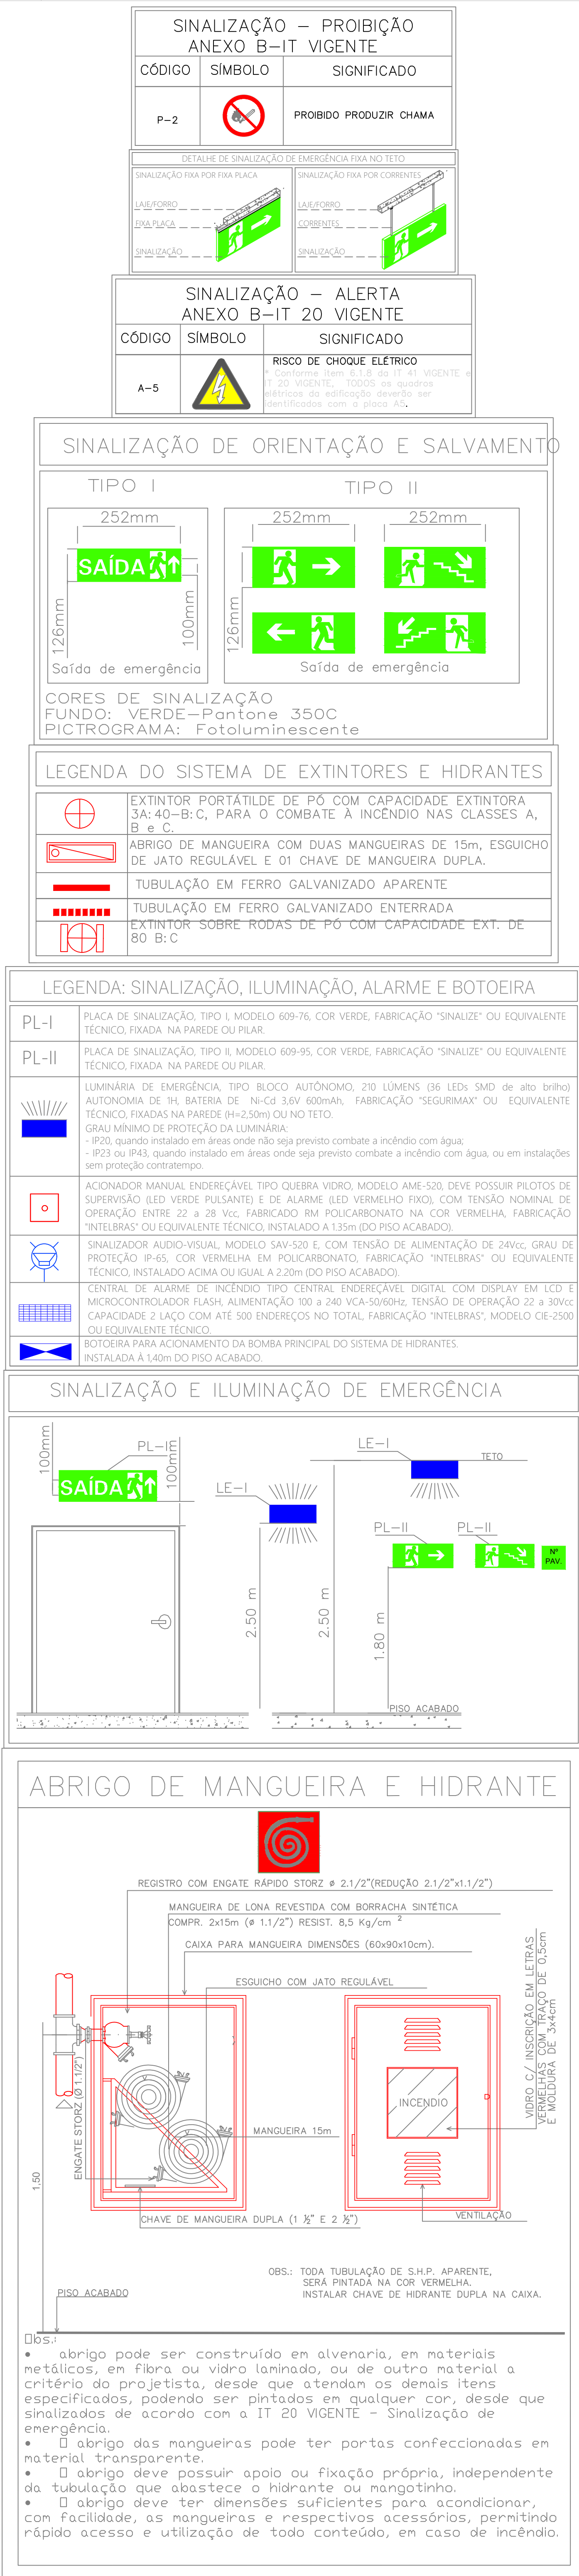 SINALIZAÇÃO – PROIBIÇÃO
ANEXO B–IT VIGENTE
CÓDIGO SÍMBOLO SIGNIFICADO
P–2 PROIBIDO PRODUZIR CHAMA
DETALHE DE SINALIZAÇÃO DE EMERGÊNCIA FIXA NO TETO
SINALIZAÇÃO FIXA POR FIXA PLACA
LAJE/FORRO
FIXA PLACA
SINALIZAÇÃO
SINALIZAÇÃO FIXA POR CORRENTES
LAJE/FORRO
CORRENTES
SINALIZAÇÃO
SINALIZAÇÃO – ALERTA
ANEXO B–IT 20 VIGENTE
CÓDIGO SÍMBOLO SIGNIFICADO
A–5
RISCO DE CHOQUE ELÉTRICO
* Conforme item 6.1.8 da IT 41 VIGENTE e
IT 20 VIGENTE, TODOS os quadros
elétricos da edificação deverão ser
identificados com a placa A5.
SINALIZAÇÃO DE ORIENTAÇÃO E SALVAMENTO
TIPO I
TIPO II
252mm
SAÍDA
126mm
100mm
Saída de emergência
252mm 252mm
126mm
Saída de emergência
CORES DE SINALIZAÇÃO
FUNDO: VERDE–Pantone 350C
PICTROGRAMA: Fotoluminescente
LEGENDA DO SISTEMA DE EXTINTORES E HIDRANTES
EXTINTOR PORTÁTILDE DE PÓ COM CAPACIDADE EXTINTORA
3A:40–B:C, PARA O COMBATE À INCÊNDIO NAS CLASSES A,
B e C.
ABRIGO DE MANGUEIRA COM DUAS MANGUEIRAS DE 15m, ESGUICHO
DE JATO REGULÁVEL E 01 CHAVE DE MANGUEIRA DUPLA.
TUBULAÇÃO EM FERRO GALVANIZADO APARENTE
TUBULAÇÃO EM FERRO GALVANIZADO ENTERRADA
EXTINTOR SOBRE RODAS DE PÓ COM CAPACIDADE EXT. DE
80 B:C
LEGENDA: SINALIZAÇÃO, ILUMINAÇÃO, ALARME E BOTOEIRA
PL-I
PLACA DE SINALIZAÇÃO, TIPO I, MODELO 609-76, COR VERDE, FABRICAÇÃO "SINALIZE" OU EQUIVALENTE
TÉCNICO, FIXADA NA PAREDE OU PILAR.
PL-II
PLACA DE SINALIZAÇÃO, TIPO II, MODELO 609-95, COR VERDE, FABRICAÇÃO "SINALIZE" OU EQUIVALENTE
TÉCNICO, FIXADA NA PAREDE OU PILAR.
LUMINÁRIA DE EMERGÊNCIA, TIPO BLOCO AUTÔNOMO, 210 LÚMENS (36 LEDs SMD de alto brilho)
AUTONOMIA DE 1H, BATERIA DE Ni-Cd 3,6V 600mAh, FABRICAÇÃO "SEGURIMAX" OU EQUIVALENTE
TÉCNICO, FIXADAS NA PAREDE (H=2,50m) OU NO TETO.
GRAU MÍNIMO DE PROTEÇÃO DA LUMINÁRIA:
- IP20, quando instalado em áreas onde não seja previsto combate a incêndio com água;
- IP23 ou IP43, quando instalado em áreas onde seja previsto combate a incêndio com água, ou em instalações
sem proteção contratempo.
ACIONADOR MANUAL ENDEREÇÁVEL TIPO QUEBRA VIDRO, MODELO AME-520, DEVE POSSUIR PILOTOS DE
SUPERVISÃO (LED VERDE PULSANTE) E DE ALARME (LED VERMELHO FIXO), COM TENSÃO NOMINAL DE
OPERAÇÃO ENTRE 22 a 28 Vcc, FABRICADO RM POLICARBONATO NA COR VERMELHA, FABRICAÇÃO
"INTELBRAS" OU EQUIVALENTE TÉCNICO, INSTALADO A 1.35m (DO PISO ACABADO).
SINALIZADOR AUDIO-VISUAL, MODELO SAV-520 E, COM TENSÃO DE ALIMENTAÇÃO DE 24Vcc, GRAU DE
PROTEÇÃO IP-65, COR VERMELHA EM POLICARBONATO, FABRICAÇÃO "INTELBRAS" OU EQUIVALENTE
TÉCNICO, INSTALADO ACIMA OU IGUAL A 2.20m (DO PISO ACABADO).
CENTRAL DE ALARME DE INCÊNDIO TIPO CENTRAL ENDEREÇÁVEL DIGITAL COM DISPLAY EM LCD E
MICROCONTROLADOR FLASH, ALIMENTAÇÃO 100 a 240 VCA-50/60Hz, TENSÃO DE OPERAÇÃO 22 a 30Vcc
CAPACIDADE 2 LAÇO COM ATÉ 500 ENDEREÇOS NO TOTAL, FABRICAÇÃO "INTELBRAS", MODELO CIE-2500
OU EQUIVALENTE TÉCNICO.
BOTOEIRA PARA ACIONAMENTO DA BOMBA PRINCIPAL DO SISTEMA DE HIDRANTES.
INSTALADA À 1,40m DO PISO ACABADO.
SINALIZAÇÃO E ILUMINAÇÃO DE EMERGÊNCIA
100mm
PL–I
100mm
SAÍDA
LE–I
2.50 m
LE–I
TETO
2.50 m
PL–II PL–II
Nº
PAV.
1.80 m
PISO ACABADO
ABRIGO DE MANGUEIRA E HIDRANTE
REGISTRO COM ENGATE RÁPIDO STORZ ø 2.1/2"(REDUÇÃO 2.1/2"x1.1/2")
MANGUEIRA DE LONA REVESTIDA COM BORRACHA SINTÉTICA
COMPR. 2x15m (ø 1.1/2") RESIST. 8,5 Kg/cm 2
CAIXA PARA MANGUEIRA DIMENSÕES (60x90x10cm).
ESGUICHO COM JATO REGULÁVEL
VIDRO C/ INSCRIÇÃO EM LETRAS
VERMELHAS COM TRAÇO DE 0,5cm
E MOLDURA DE 3x4cm
ENGATE STORZ (Ø 1.1/2")
INCENDIO
MANGUEIRA 15m
1,50
CHAVE DE MANGUEIRA DUPLA (1 ½" E 2 ½")
VENTILAÇÃO
OBS.: TODA TUBULAÇÃO DE S.H.P. APARENTE,
SERÁ PINTADA NA COR VERMELHA.
INSTALAR CHAVE DE HIDRANTE DUPLA NA CAIXA.
PISO ACABADO
Obs.:
• abrigo pode ser construído em alvenaria, em materiais
metálicos, em fibra ou vidro laminado, ou de outro material a
critério do projetista, desde que atendam os demais itens
especificados, podendo ser pintados em qualquer cor, desde que
sinalizados de acordo com a IT 20 VIGENTE - Sinalização de
emergência.
• O abrigo das mangueiras pode ter portas confeccionadas em
material transparente.
• O abrigo deve possuir apoio ou fixação própria, independente
da tubulação que abastece o hidrante ou mangotinho.
• O abrigo deve ter dimensões suficientes para acondicionar,
com facilidade, as mangueiras e respectivos acessórios, permitindo
rápido acesso e utilização de todo conteúdo, em caso de incêndio.